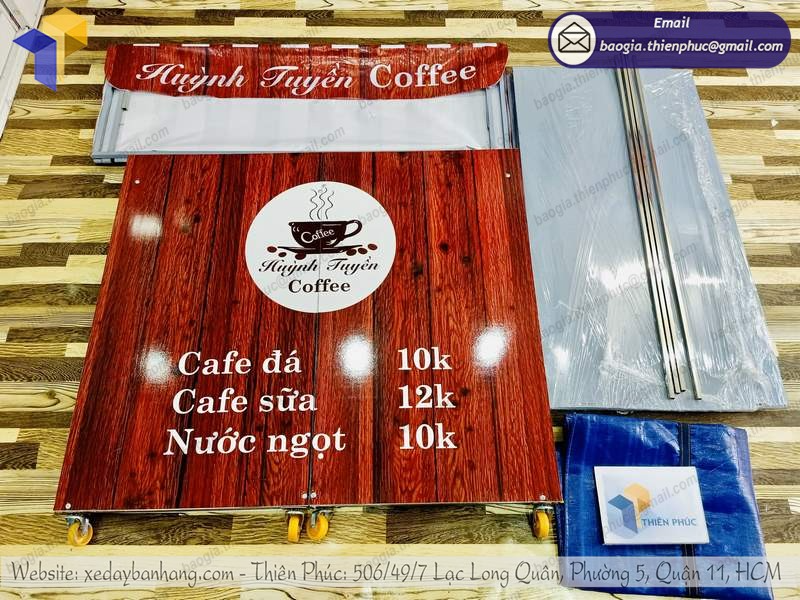 Email
baogia.thienphuc@gmail.com
Huỳnh Tuyền Coffee
Coffee
Huỳnh Tuyền
Coffee
Cafe đá 10k
Cafe sữa 12k
Nước ngọt 10k
THIÊN PHÚC
Website: xedaybanhang.com - Thiên Phúc: 506/49/7 Lạc Long Quân, Phường 5, Quận 11, HCM